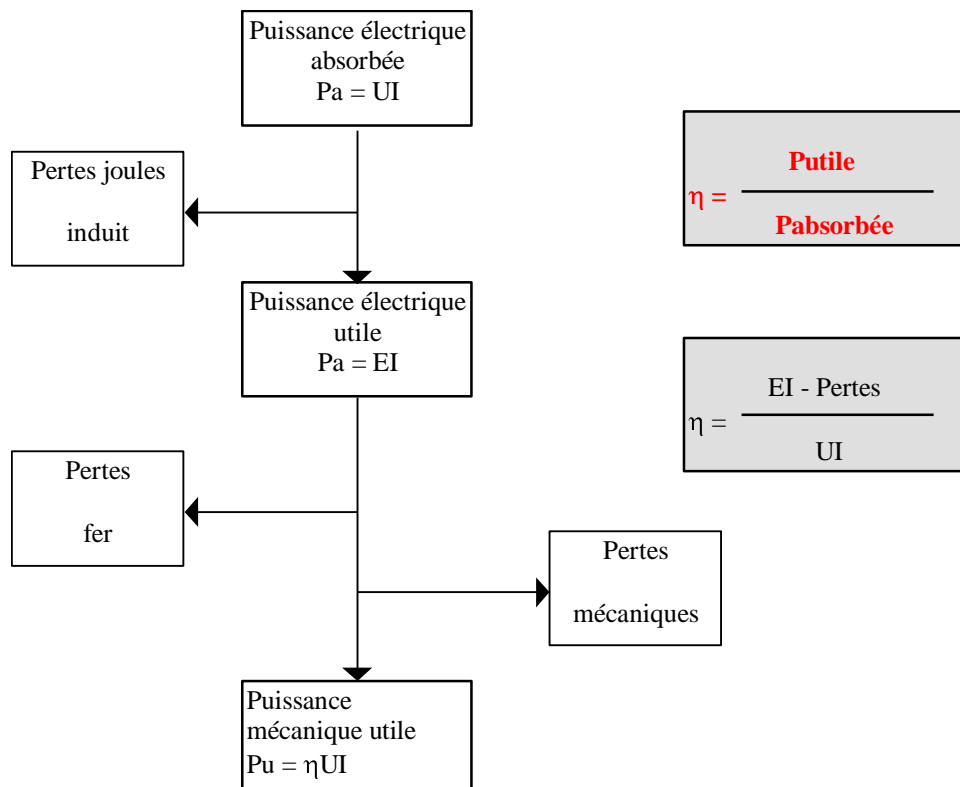 Puissance électrique
absorbée
Pa = UI
Pertes joules
induit
Putile
η =
Pabsorbée
Puissance électrique
utile
Pa = EI
EI - Pertes
η =
UI
Pertes
fer
Pertes
mécaniques
Puissance
mécanique utile
Pu = ηUI